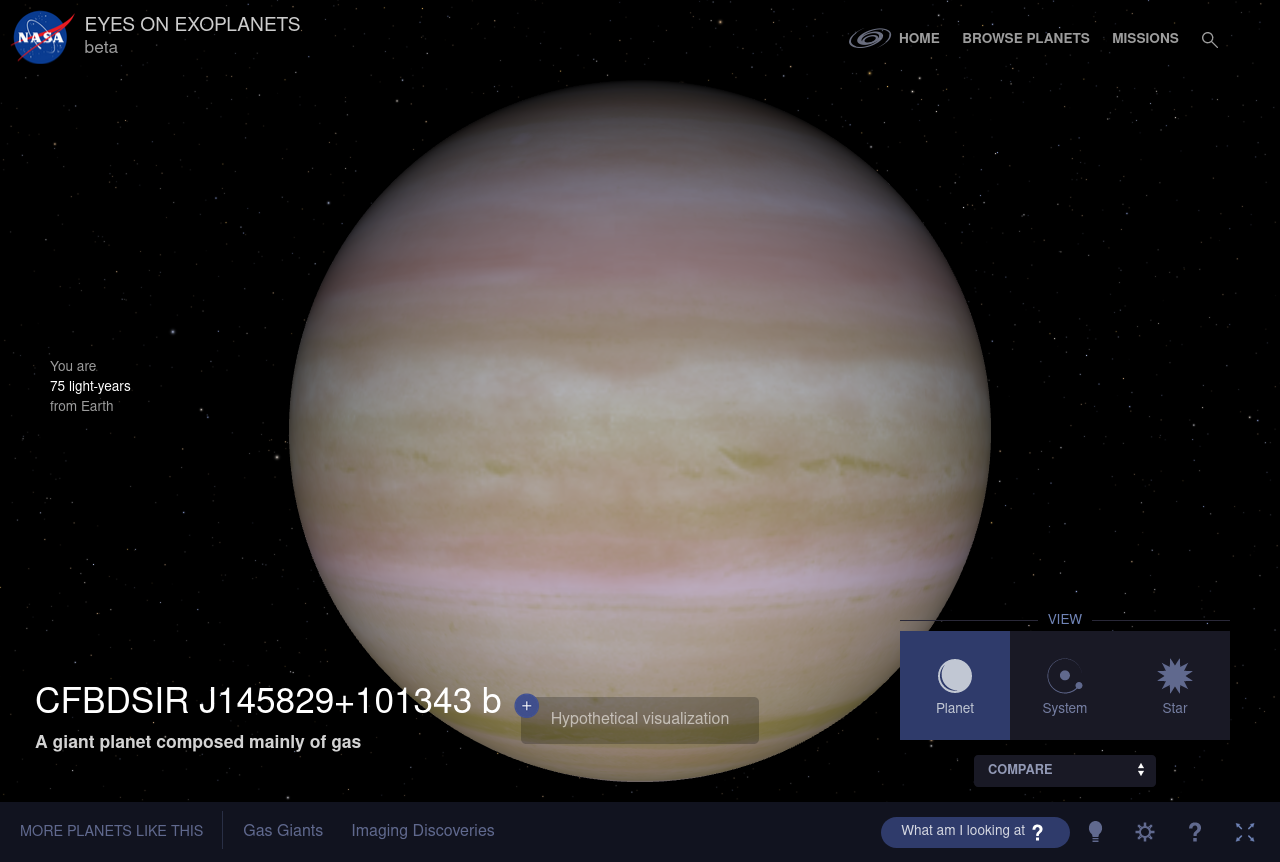 NASA
EYES ON EXOPLANETS
beta
HOME
BROWSE PLANETS
MISSIONS
You are
75 light-years
from Earth
VIEW
Planet
System
Star
CFBDSIR J145829+101343 b
+
Hypothetical visualization
A giant planet composed mainly of gas
COMPARE
MORE PLANETS LIKE THIS
Gas Giants
Imaging Discoveries
What am I looking at ?
?